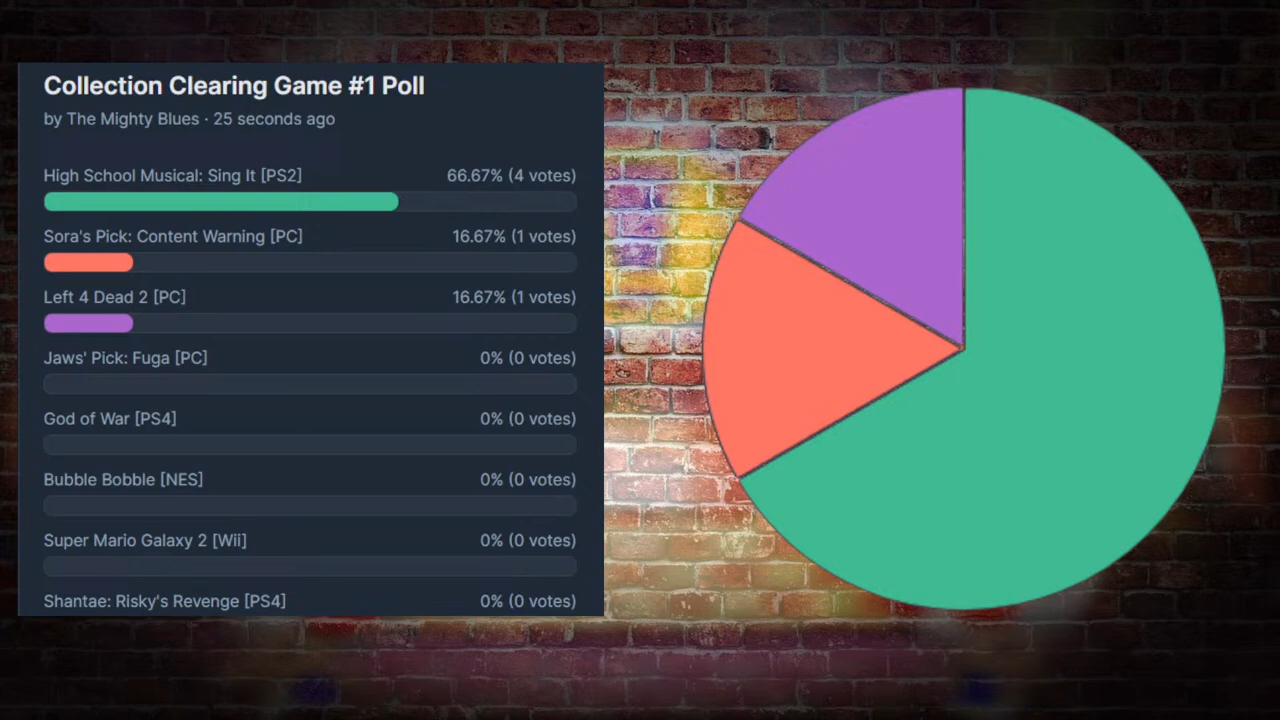 Collection Clearing Game #1 Poll
by The Mighty Blues · 25 seconds ago
High School Musical: Sing It [PS2] 66.67% (4 votes)
Sora's Pick: Content Warning [PC] 16.67% (1 votes)
Left 4 Dead 2 [PC] 16.67% (1 votes)
Jaws' Pick: Fuga [PC] 0% (0 votes)
God of War [PS4] 0% (0 votes)
Bubble Bobble [NES] 0% (0 votes)
Super Mario Galaxy 2 [Wii] 0% (0 votes)
Shantae: Risky's Revenge [PS4] 0% (0 votes)